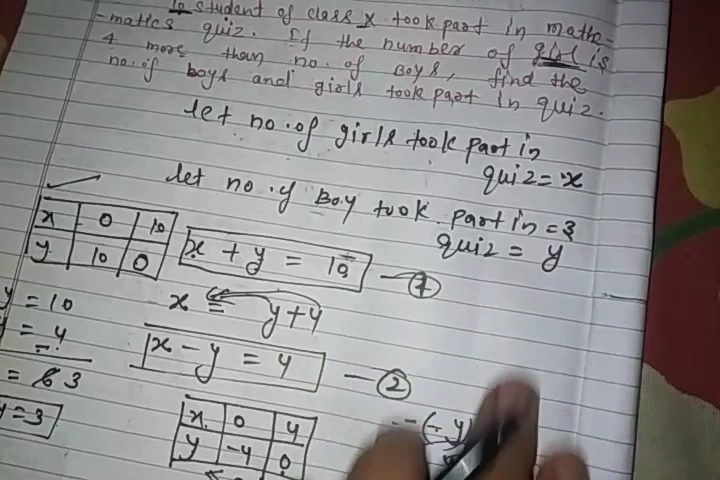 10 student of class X took part in mathe-
-matics quiz. If the number of girl is
4 more than no. of Boys, find the
no. of boys and girls took part in quiz.
let no. of girls took part in
quiz = x
let no. of Boy took part in = 3
quiz = y
x 0 10
y 10 0
x + y = 10 — 1
x = y + 4
x - y = 4 — 2
y = 10
= 4
= 6 3
y = 3
x 0 4
y -4 0
- (- y)